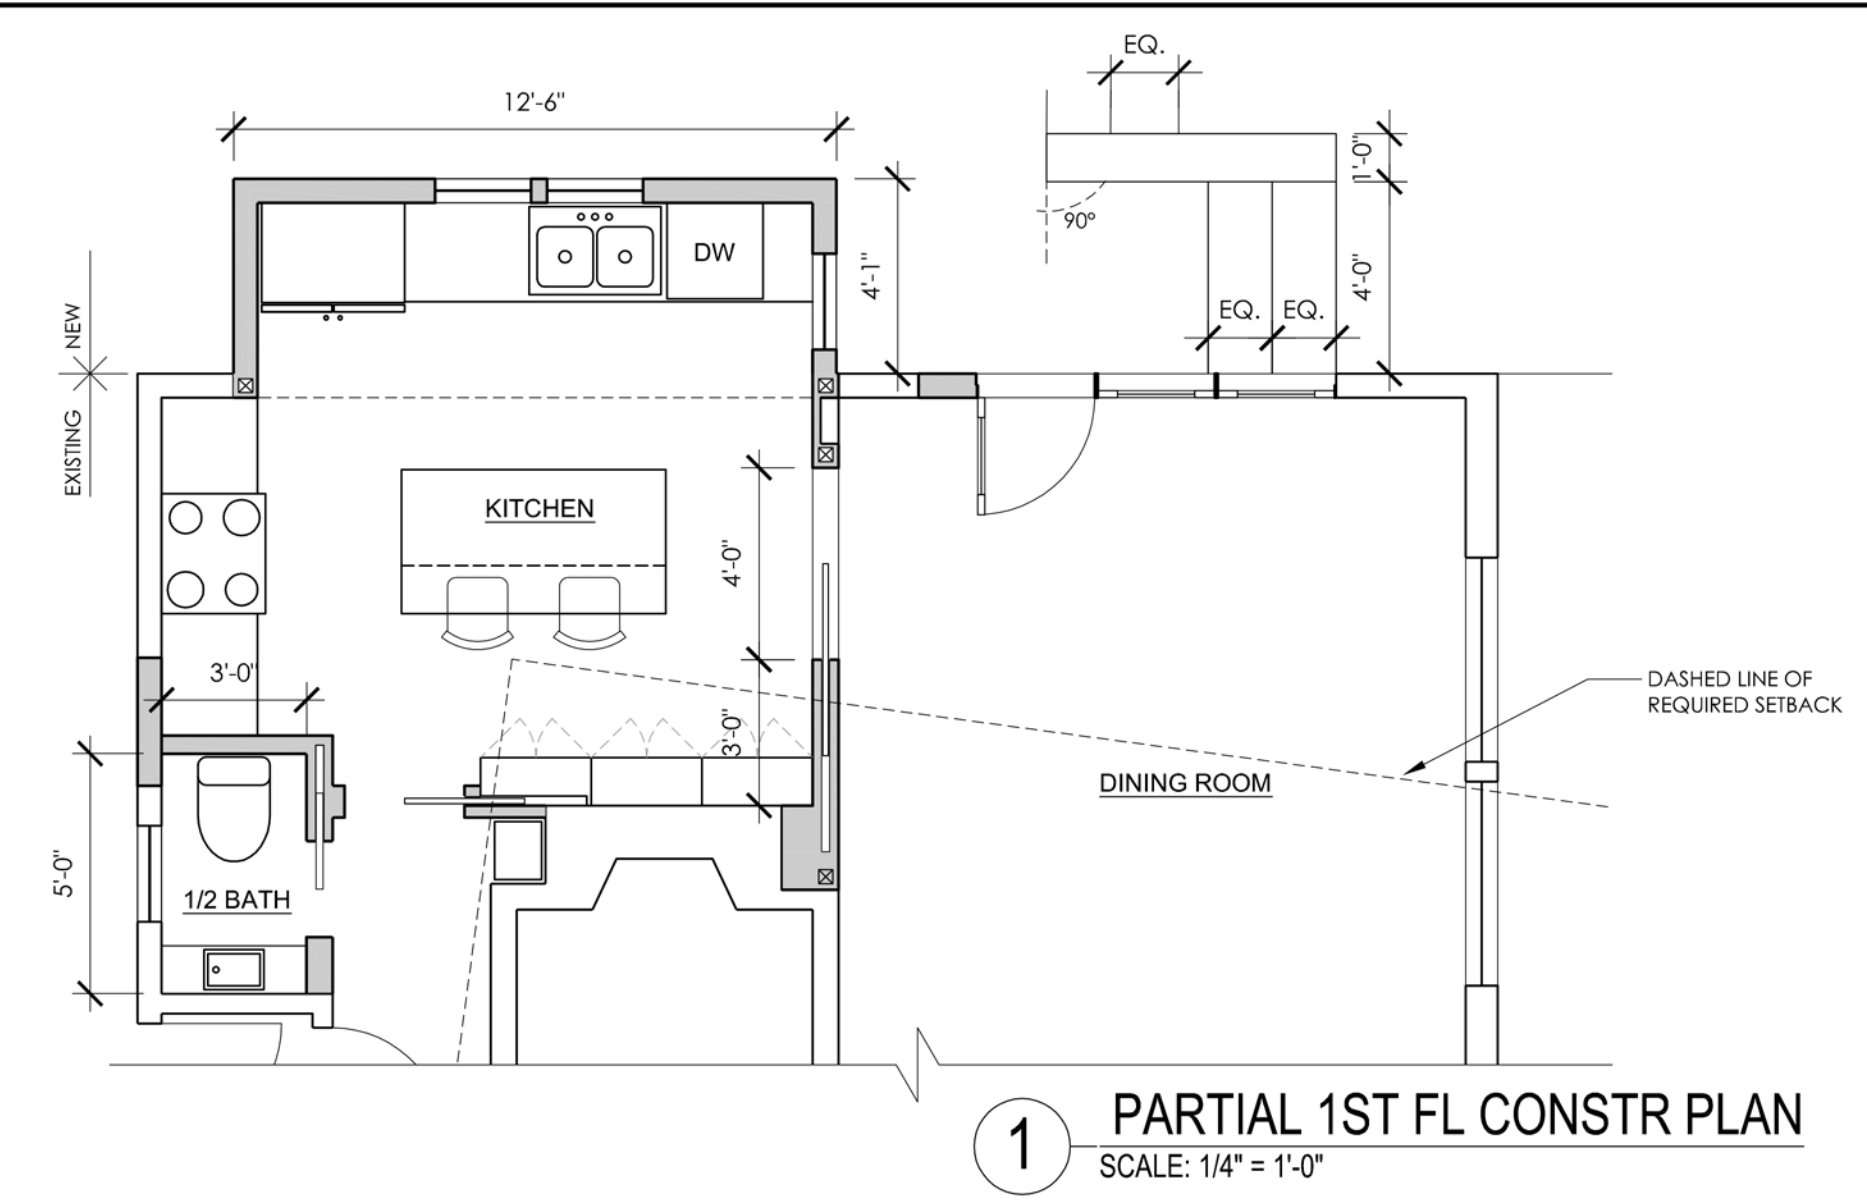 EQ.
12'-6"
1'-0"
90°
DW
4'-1"
4'-0"
EQ. EQ.
NEW
EXISTING
KITCHEN
4'-0"
3'-0"
3'-0"
DASHED LINE OF
REQUIRED SETBACK
DINING ROOM
5'-0"
1/2 BATH
1
PARTIAL 1ST FL CONSTR PLAN
SCALE: 1/4" = 1'-0"